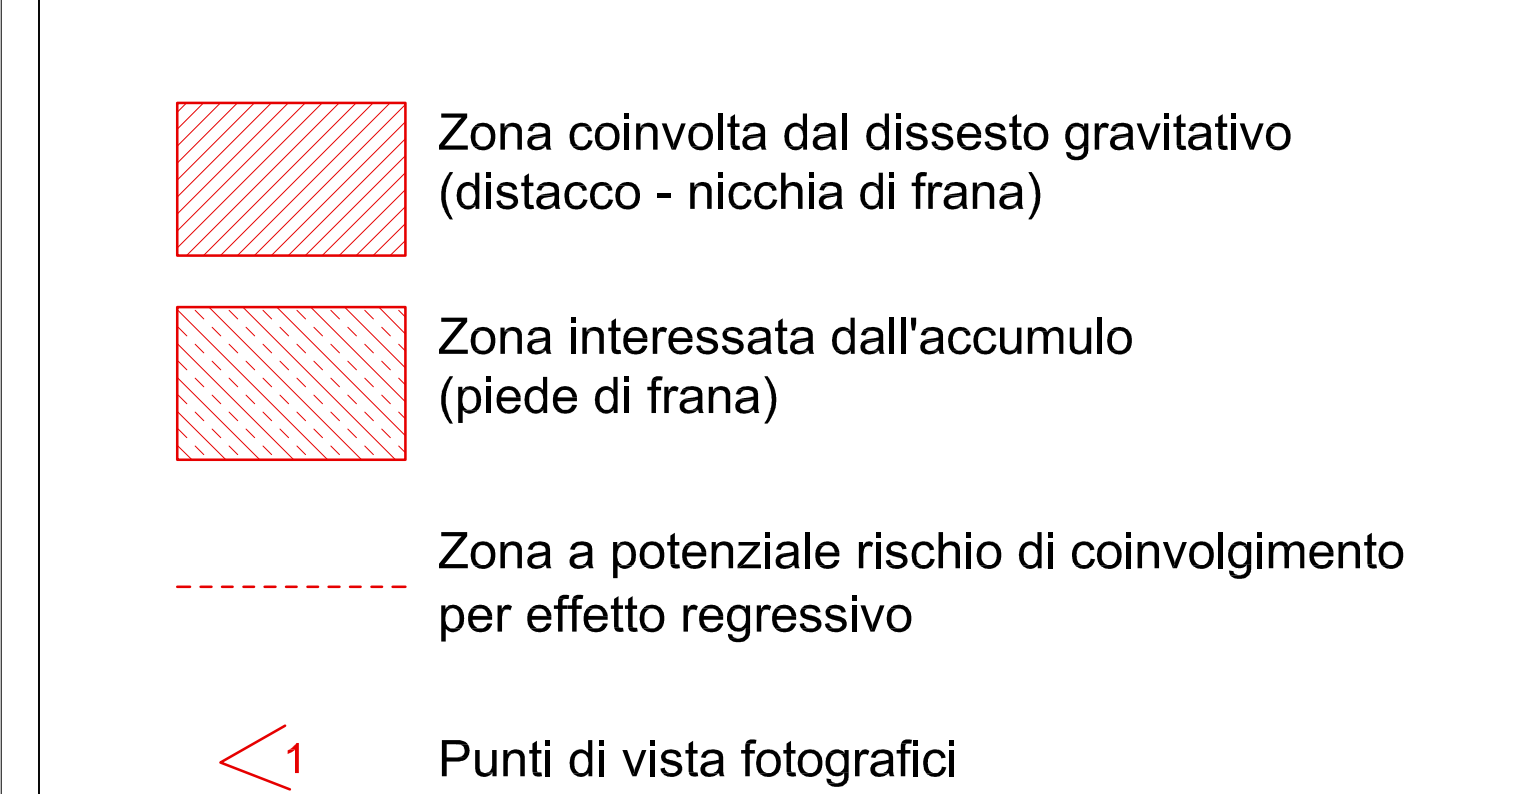 Zona coinvolta dal dissesto gravitativo
(distacco - nicchia di frana)
Zona interessata dall'accumulo
(piede di frana)
Zona a potenziale rischio di coinvolgimento
per effetto regressivo
1 Punti di vista fotografici